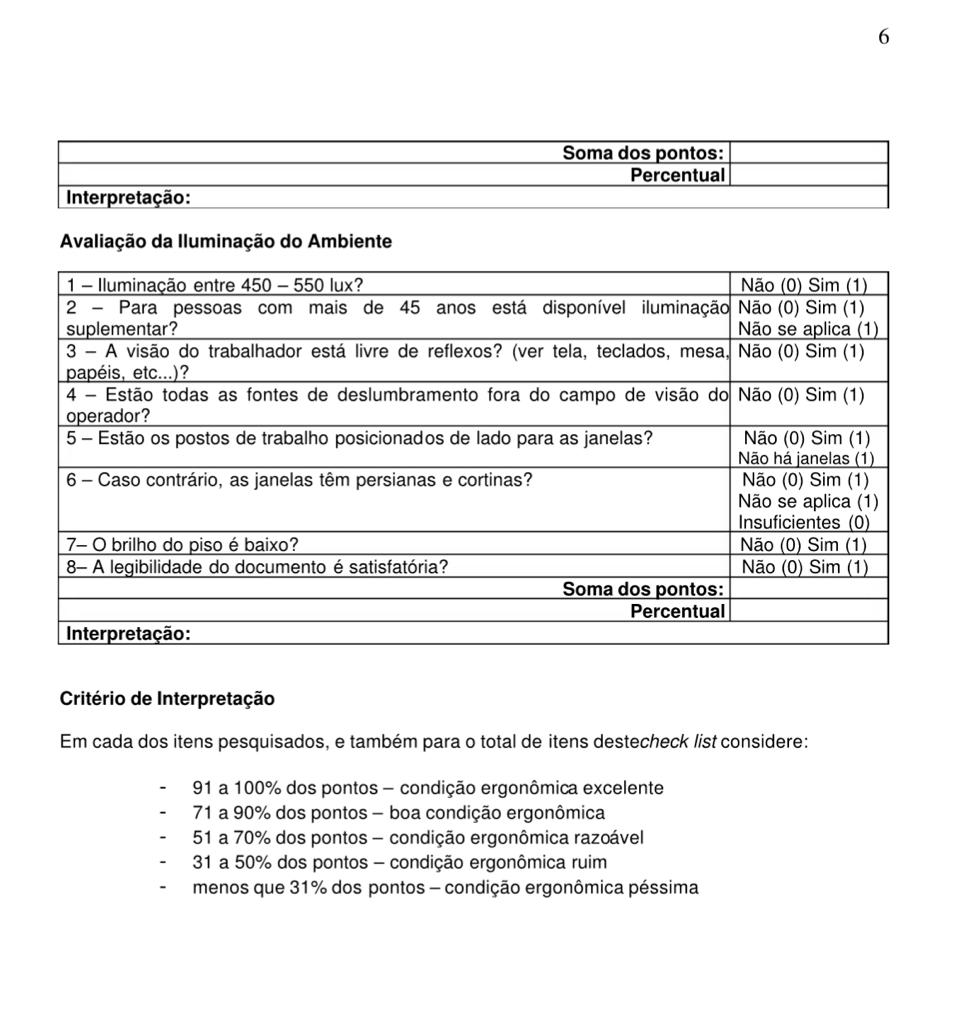 6
Soma dos pontos:
Percentual
Interpretação:
Avaliação da Iluminação do Ambiente
1 – Iluminação entre 450 – 550 lux? Não (0) Sim (1)
2 – Para pessoas com mais de 45 anos está disponível iluminação Não (0) Sim (1)
suplementar? Não se aplica (1)
3 – A visão do trabalhador está livre de reflexos? (ver tela, teclados, mesa, Não (0) Sim (1)
papéis, etc...)?
4 – Estão todas as fontes de deslumbramento fora do campo de visão do Não (0) Sim (1)
operador?
5 – Estão os postos de trabalho posicionados de lado para as janelas? Não (0) Sim (1)
Não há janelas (1)
6 – Caso contrário, as janelas têm persianas e cortinas? Não (0) Sim (1)
Não se aplica (1)
Insuficientes (0)
7– O brilho do piso é baixo? Não (0) Sim (1)
8– A legibilidade do documento é satisfatória? Não (0) Sim (1)
Soma dos pontos:
Percentual
Interpretação:
Critério de Interpretação
Em cada dos itens pesquisados, e também para o total de itens destecheck list considere:
- 91 a 100% dos pontos – condição ergonômica excelente
- 71 a 90% dos pontos – boa condição ergonômica
- 51 a 70% dos pontos – condição ergonômica razoável
- 31 a 50% dos pontos – condição ergonômica ruim
- menos que 31% dos pontos – condição ergonômica péssima